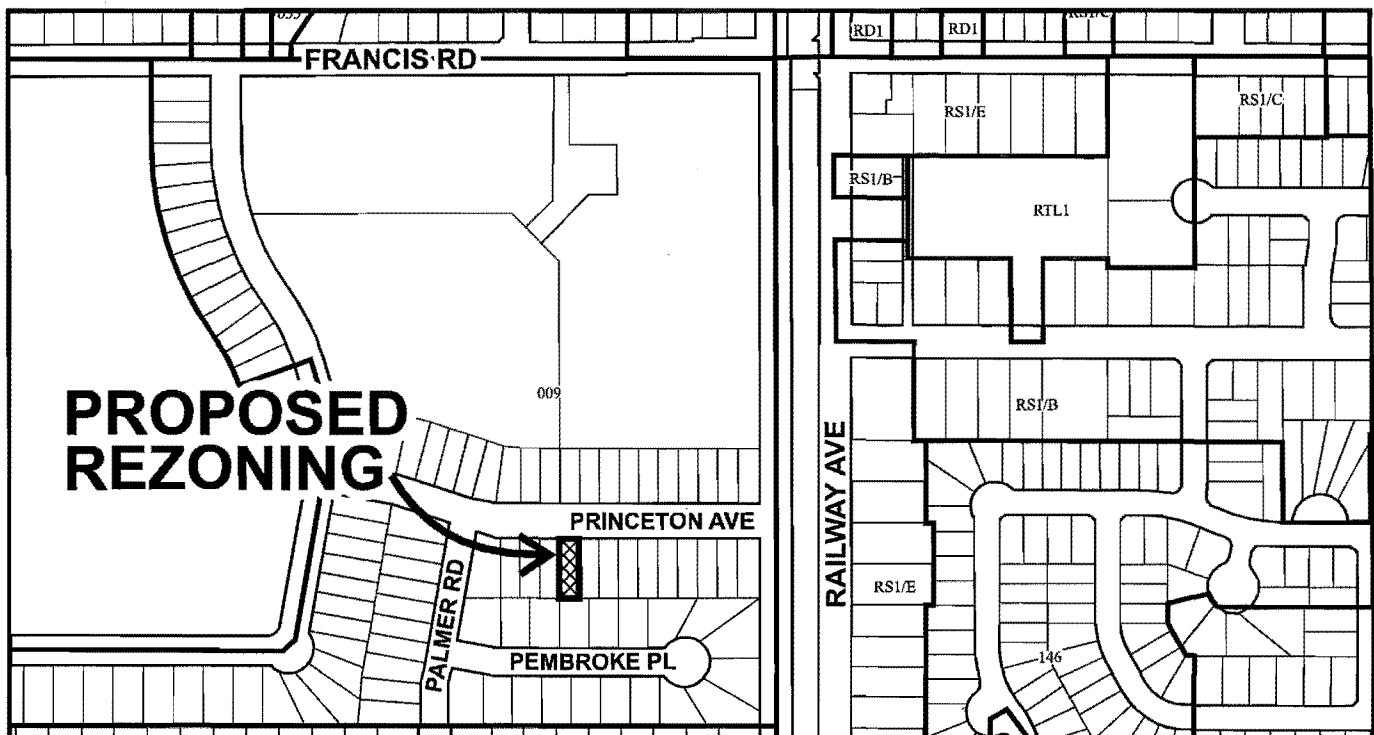 RD1
RD1
RS1/C
FRANCIS RD
RS1/E
RS1/C
RS1/B
RTL1
PROPOSED
REZONING
009
RS1/B
PRINCETON AVE
RAILWAY AVE
PALMER RD
RS1/E
PEMBROKE PL
146